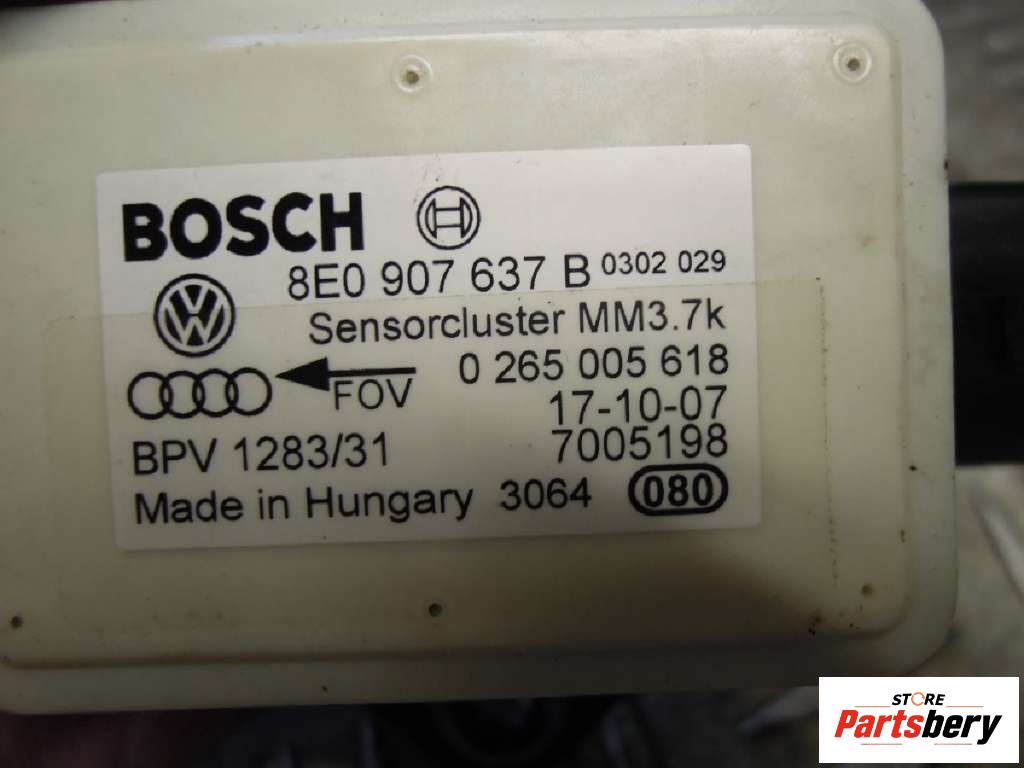 BOSCH
8E0 907 637 B 0302 029
Sensorcluster MM3.7k
0 265 005 618
FOV
17-10-07
BPV 1283/31 7005198
Made in Hungary 3064 080
STORE
Partsbery